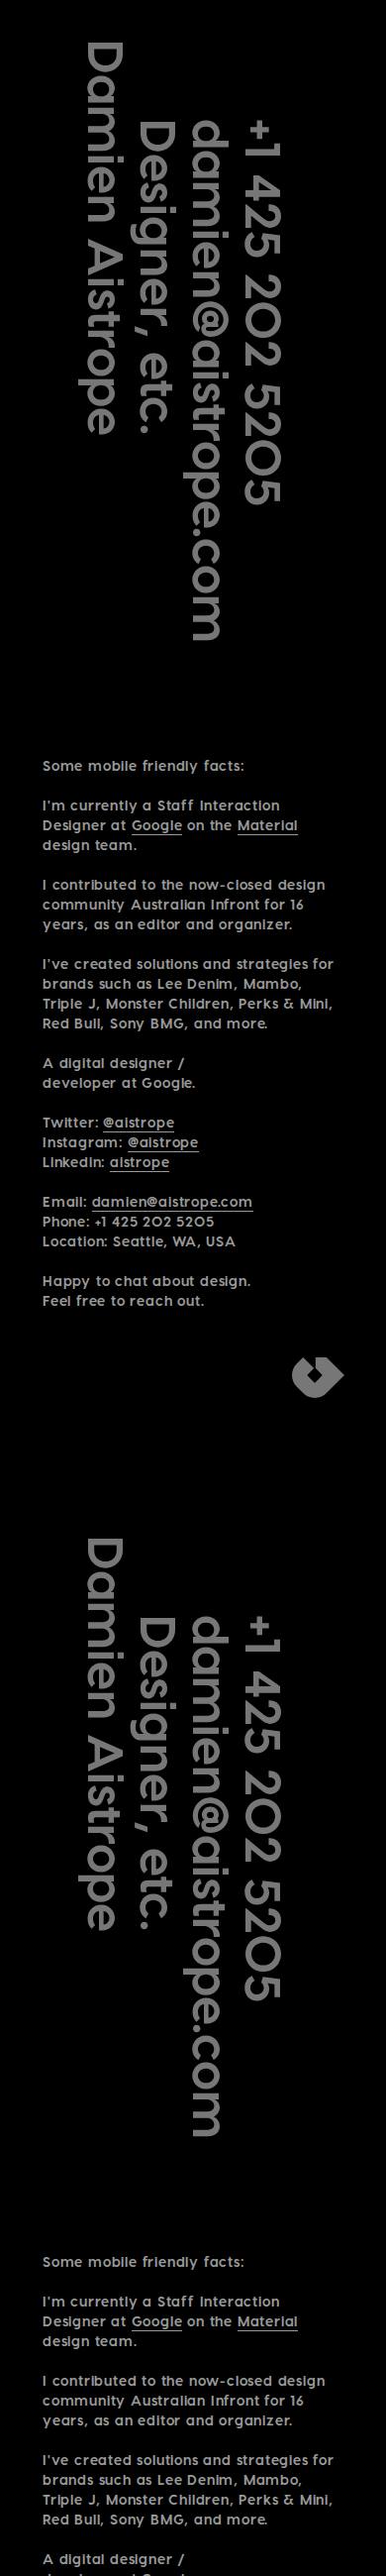 +1 425 202 5205
damien@aistrope.com
Designer, etc.
Damien Aistrope
Some mobile friendly facts:
I'm currently a Staff Interaction
Designer at Google on the Material
design team.
I contributed to the now-closed design
community Australian Infront for 16
years, as an editor and organizer.
I've created solutions and strategies for
brands such as Lee Denim, Mambo,
Triple J, Monster Children, Perks & Mini,
Red Bull, Sony BMG, and more.
A digital designer /
developer at Google.
Twitter: @aistrope
Instagram: @aistrope
LinkedIn: aistrope
Email: damien@aistrope.com
Phone: +1 425 202 5205
Location: Seattle, WA, USA
Happy to chat about design.
Feel free to reach out.
+1 425 202 5205
damien@aistrope.com
Designer, etc.
Damien Aistrope
Some mobile friendly facts:
I'm currently a Staff Interaction
Designer at Google on the Material
design team.
I contributed to the now-closed design
community Australian Infront for 16
years, as an editor and organizer.
I've created solutions and strategies for
brands such as Lee Denim, Mambo,
Triple J, Monster Children, Perks & Mini,
Red Bull, Sony BMG, and more.
A digital designer /